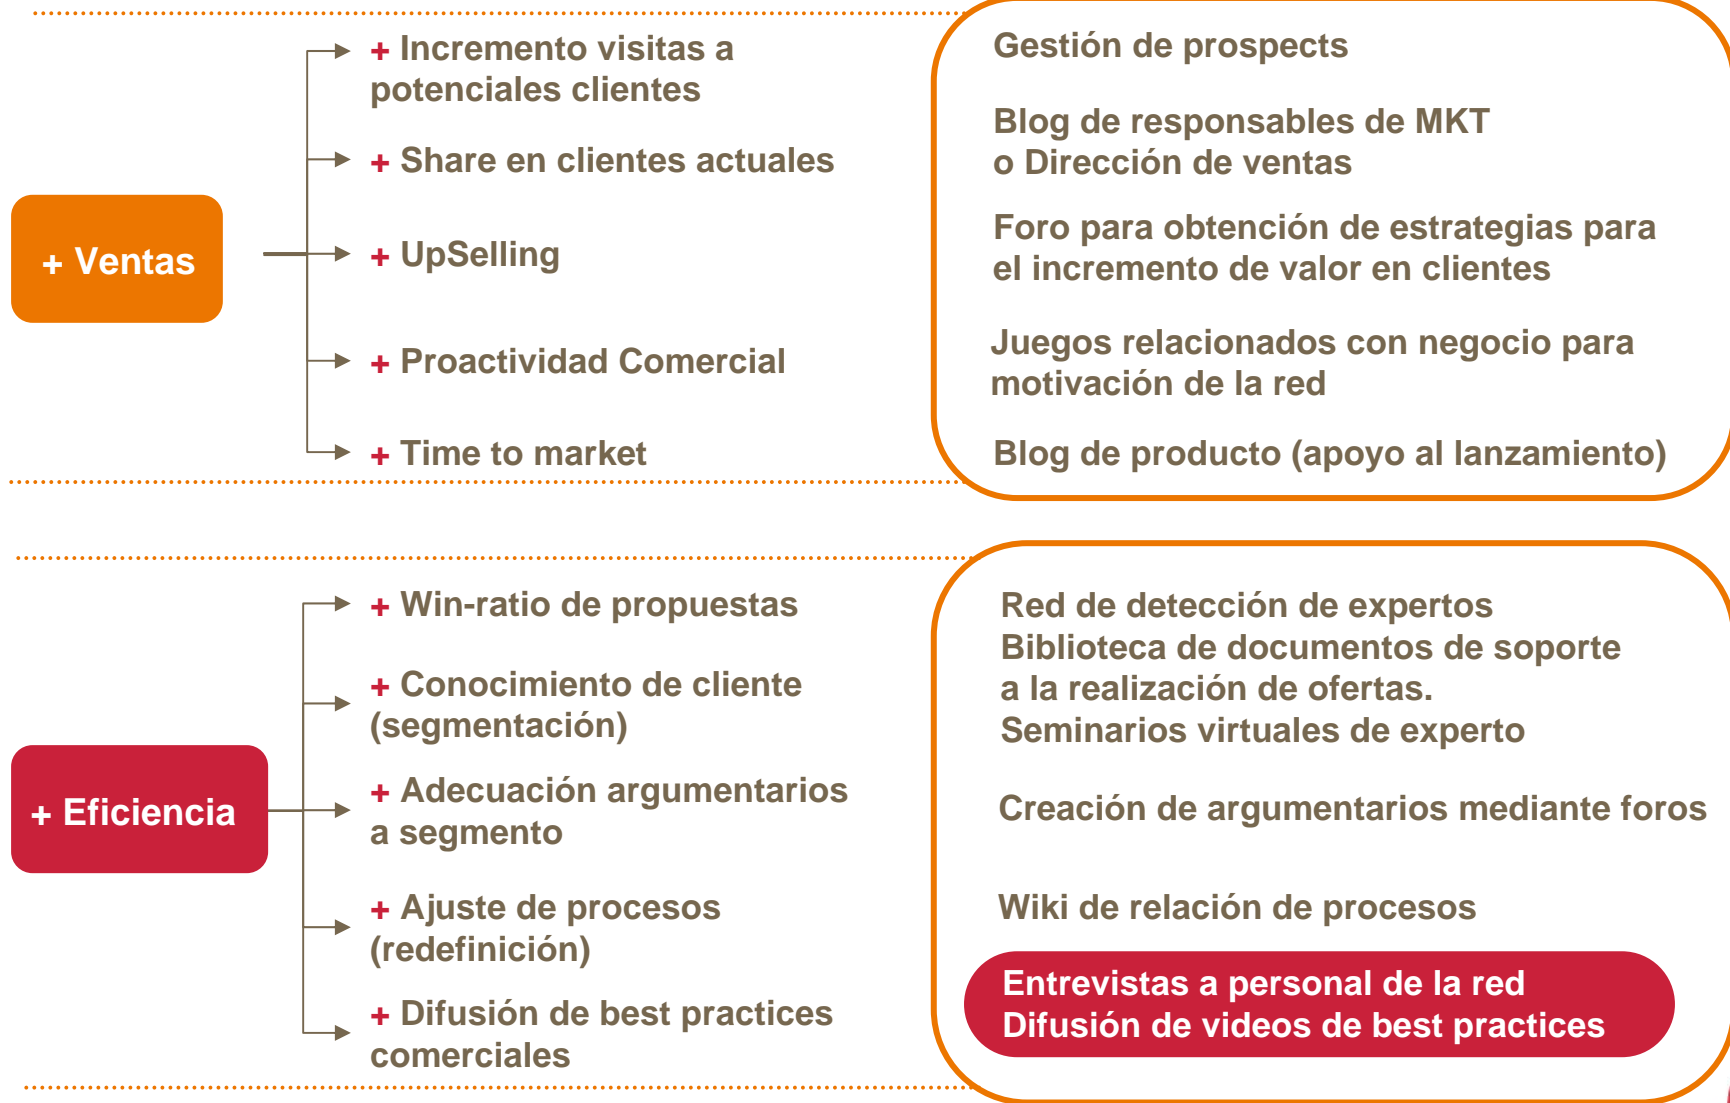 + Ventas
+ Incremento visitas a
potenciales clientes
+ Share en clientes actuales
+ UpSelling
+ Proactividad Comercial
+ Time to market
Gestión de prospects
Blog de responsables de MKT
o Dirección de ventas
Foro para obtención de estrategias para
el incremento de valor en clientes
Juegos relacionados con negocio para
motivación de la red
Blog de producto (apoyo al lanzamiento)
+ Eficiencia
+ Win-ratio de propuestas
+ Conocimiento de cliente
(segmentación)
+ Adecuación argumentarios
a segmento
+ Ajuste de procesos
(redefinición)
+ Difusión de best practices
comerciales
Red de detección de expertos
Biblioteca de documentos de soporte
a la realización de ofertas.
Seminarios virtuales de experto
Creación de argumentarios mediante foros
Wiki de relación de procesos
Entrevistas a personal de la red
Difusión de videos de best practices